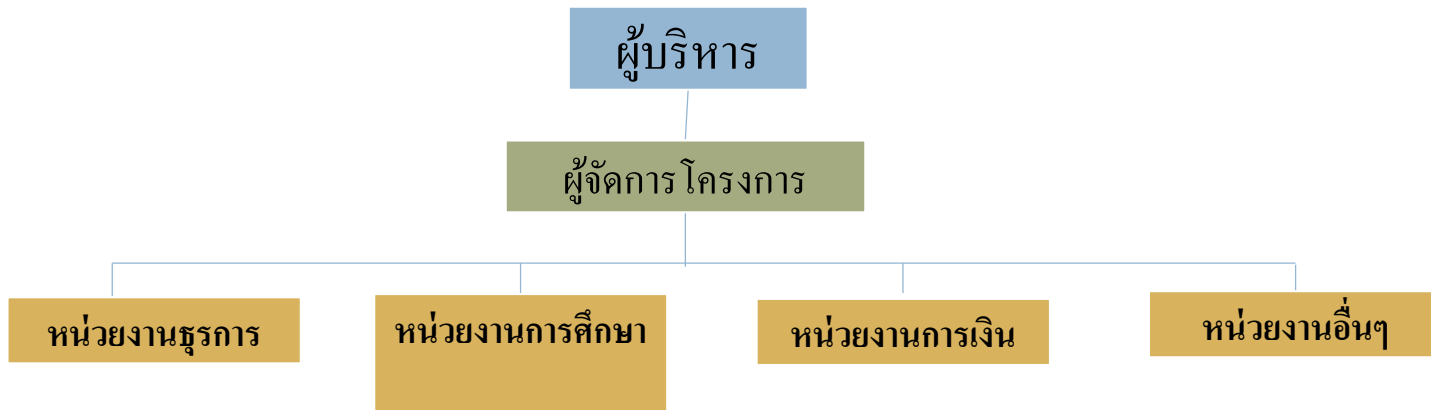 ผู้บริหาร
ผู้จัดการโครงการ
หน่วยงานธุรการ
หน่วยงานการศึกษา
หน่วยงานการเงิน
หน่วยงานอื่นๆ